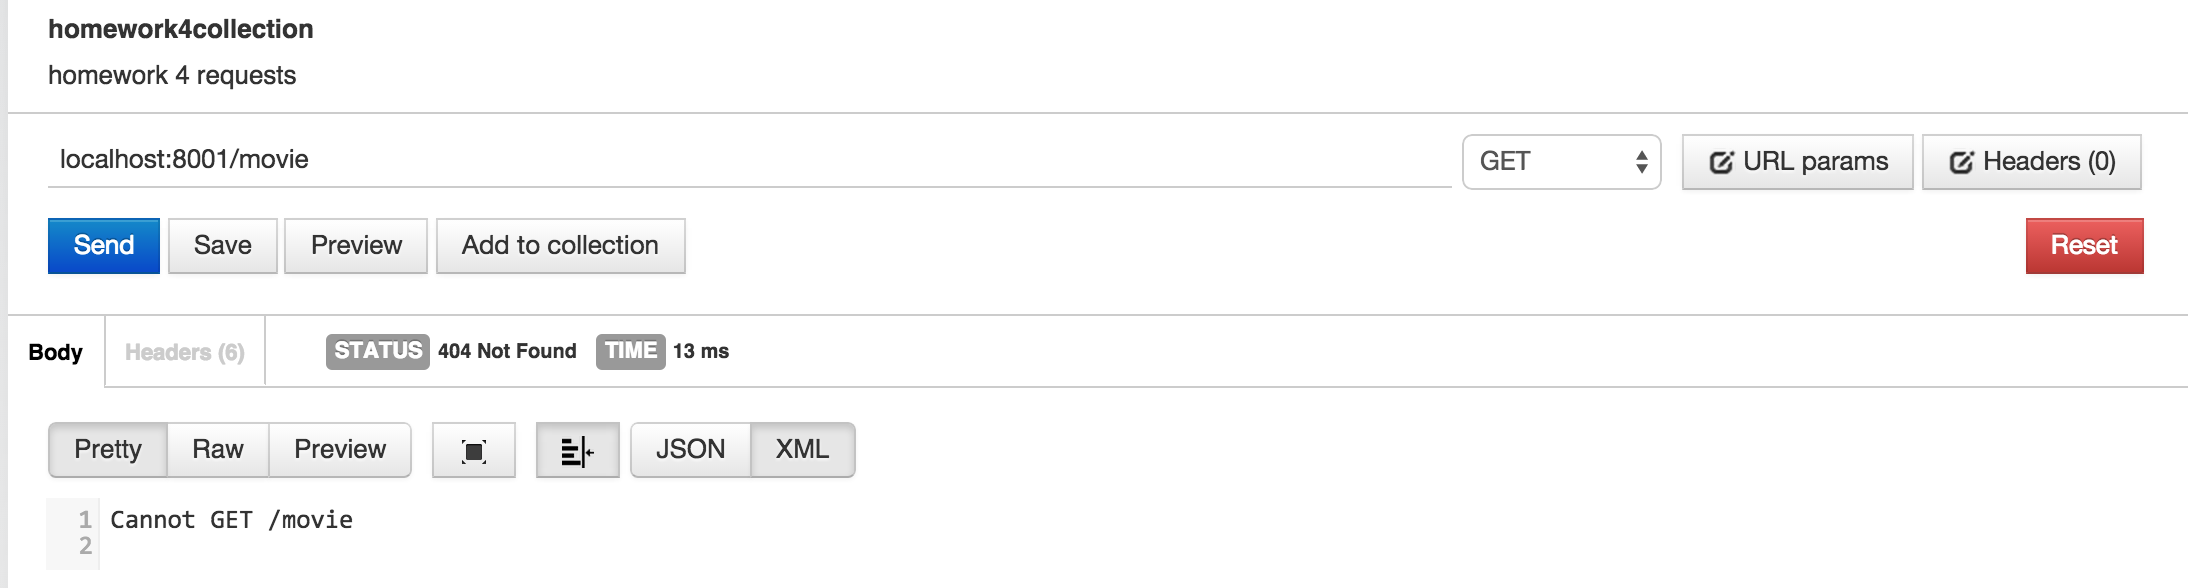 homework4collection
homework 4 requests
localhost:8001/movie GET URL params Headers (0)
Send Save Preview Add to collection Reset
Body Headers (6) STATUS 404 Not Found TIME 13 ms
Pretty Raw Preview JSON XML
1 Cannot GET /movie
2